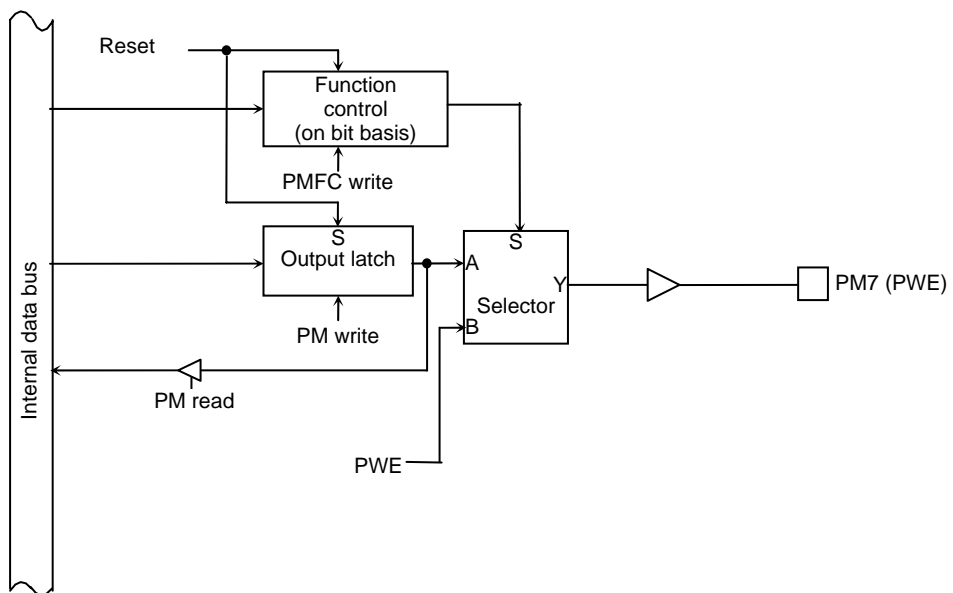 Reset
Function
control
(on bit basis)
PMFC write
S
Output latch
PM write
A
S
Y
Selector
B
PM7 (PWE)
PM read
PWE
Internal data bus